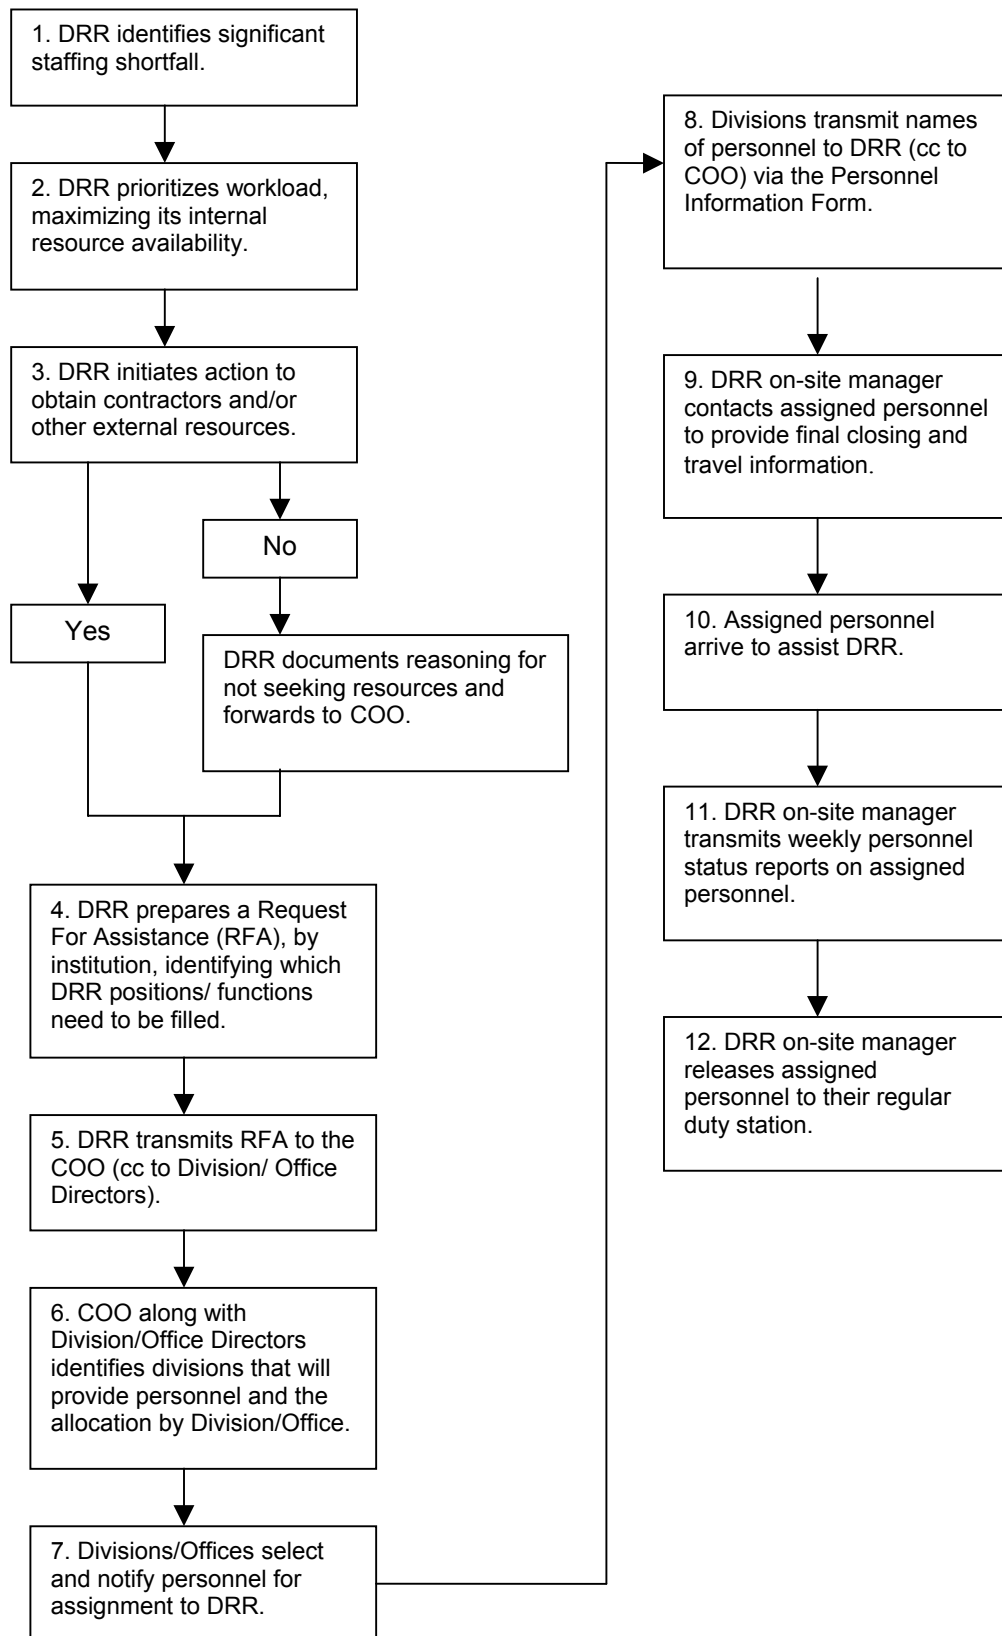 1. DRR identifies significant
staffing shortfall.
2. DRR prioritizes workload,
maximizing its internal
resource availability.
3. DRR initiates action to
obtain contractors and/or
other external resources.
No
Yes
DRR documents reasoning for
not seeking resources and
forwards to COO.
4. DRR prepares a Request
For Assistance (RFA), by
institution, identifying which
DRR positions/ functions
need to be filled.
5. DRR transmits RFA to the
COO (cc to Division/ Office
Directors).
6. COO along with
Division/Office Directors
identifies divisions that will
provide personnel and the
allocation by Division/Office.
7. Divisions/Offices select
and notify personnel for
assignment to DRR.
8. Divisions transmit names
of personnel to DRR (cc to
COO) via the Personnel
Information Form.
9. DRR on-site manager
contacts assigned personnel
to provide final closing and
travel information.
10. Assigned personnel
arrive to assist DRR.
11. DRR on-site manager
transmits weekly personnel
status reports on assigned
personnel.
12. DRR on-site manager
releases assigned
personnel to their regular
duty station.